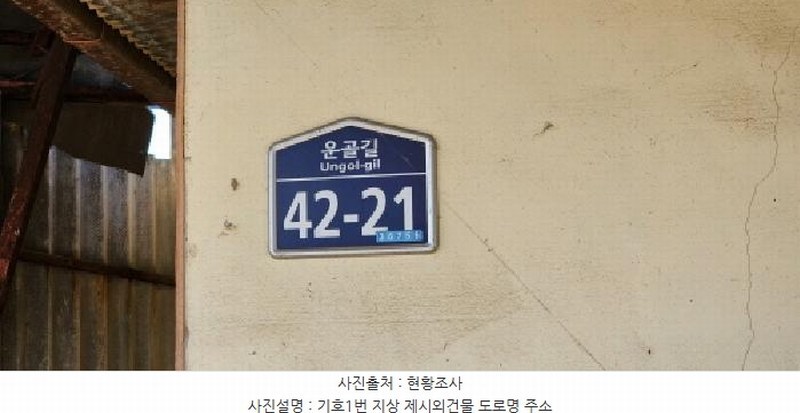 운골길
Ungol-gil
42-21
사진출처 : 현황조사
사진설명 : 기호1번 지상 제시외건물 도로명 주소